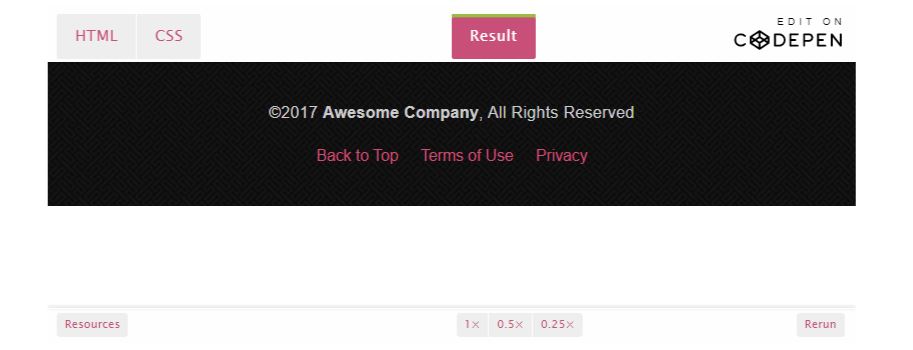 HTML CSS Result EDIT ON
CODEPEN
©2017 Awesome Company, All Rights Reserved
Back to Top Terms of Use Privacy
Resources 1× 0.5× 0.25× Rerun